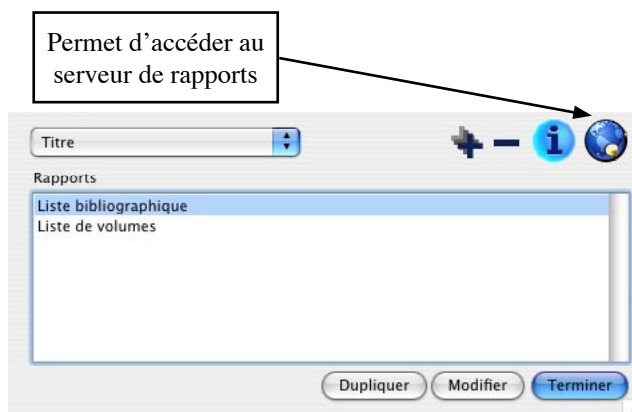 Permet d’accéder au
serveur de rapports
Titre
Rapports
Liste bibliographique
Liste de volumes
Dupliquer Modifier Terminer